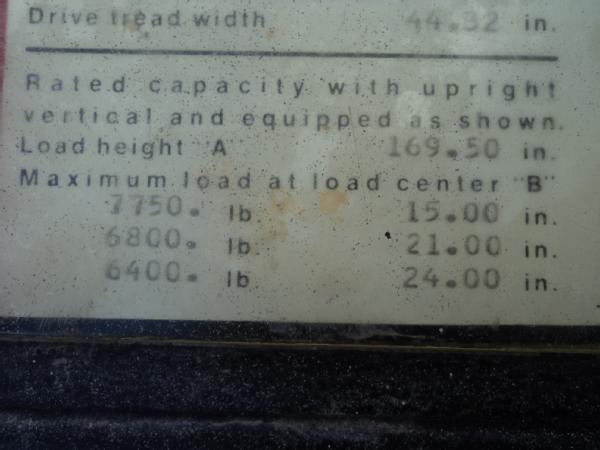 Drive tread width 44.32 in.
Rated capacity with upright
vertical and equipped as shown.
Load height "A" 169.50 in.
Maximum load at load center "B"
7750. lb. 15.00 in.
6800. lb. 21.00 in.
6400. lb. 24.00 in.